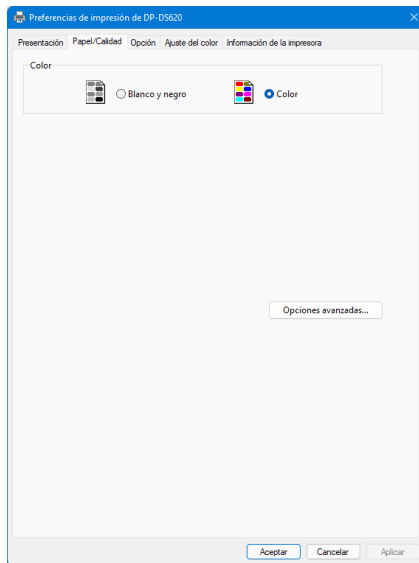 Preferencias de impresión de DP-DS620
Presentación Papel/Calidad Opción Ajuste del color Información de la impresora
Color
Blanco y negro Color
Opciones avanzadas...
Aceptar Cancelar Aplicar